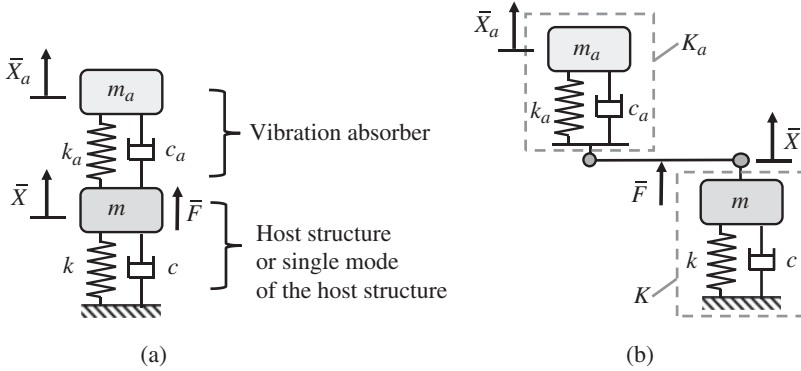 X̄ₐ
mₐ
kₐ
cₐ
Vibration absorber
X̄
m
F̄
k
c
Host structure
or single mode
of the host structure
(a)
X̄ₐ
mₐ
Kₐ
kₐ
cₐ
X̄
F̄
m
k
c
K
(b)